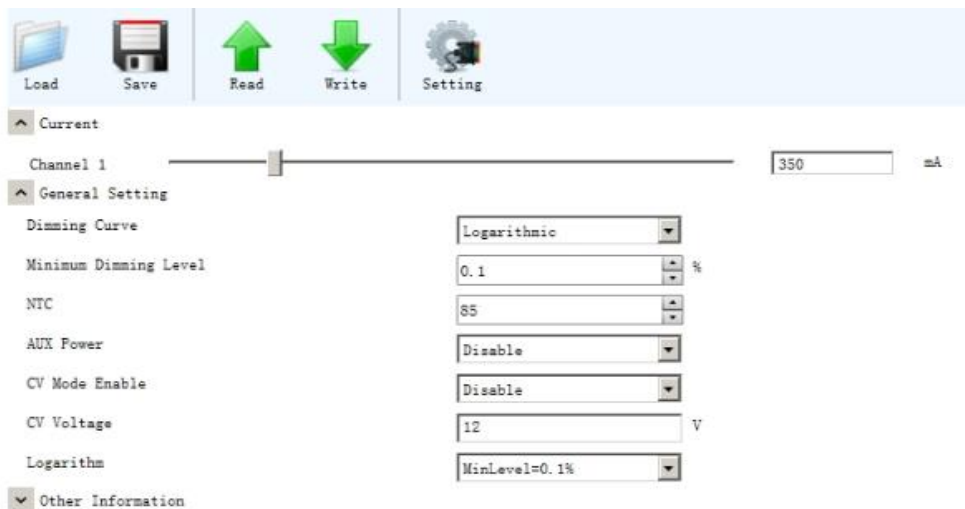 Load Save Read Write Setting
Current
Channel 1 350 mA
General Setting
Dimming Curve Logarithmic
Minimum Dimming Level 0.1 %
NTC 85
AUX Power Disable
CV Mode Enable Disable
CV Voltage 12 V
Logarithm MinLevel=0.1%
Other Information